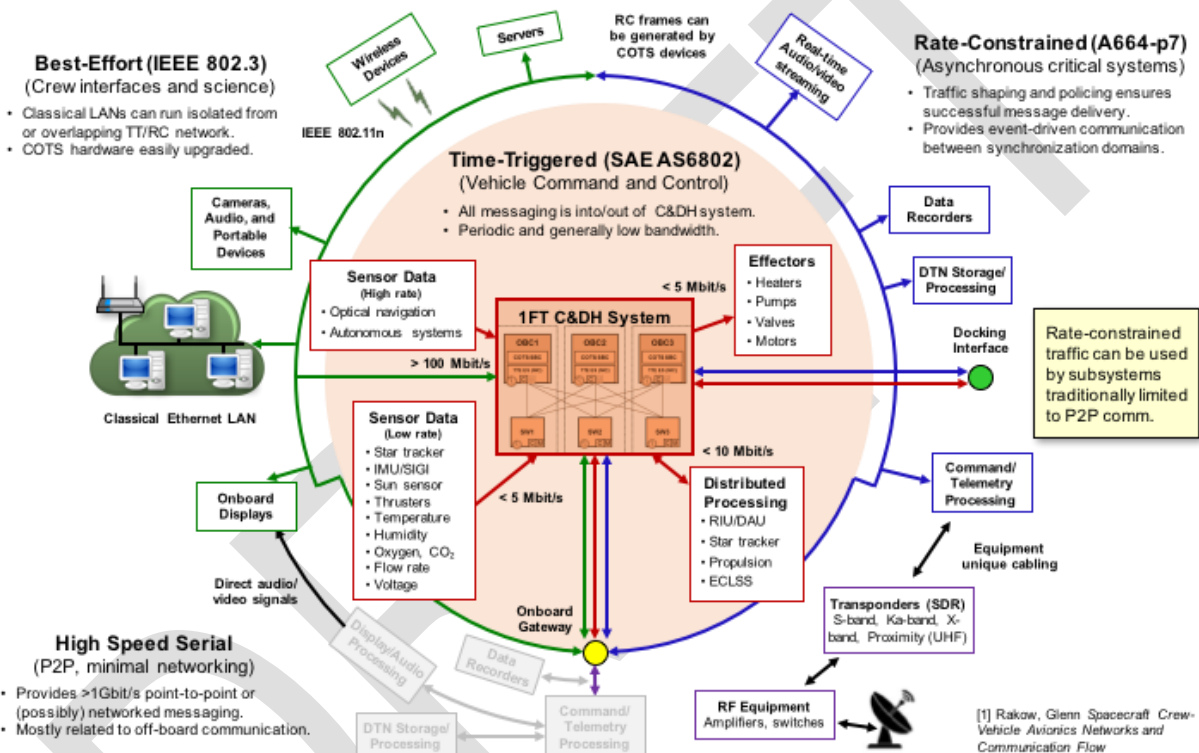 Best-Effort (IEEE 802.3)
(Crew interfaces and science)
• Classical LANs can run isolated from
or overlapping TT/RC network.
• COTS hardware easily upgraded.
Wireless
Devices
IEEE 802.11n
Servers
RC frames can
be generated by
COTS devices
Real-time
Audio/video
streaming
Rate-Constrained (A664-p7)
(Asynchronous critical systems)
• Traffic shaping and policing ensures
successful message delivery.
• Provides event-driven communication
between synchronization domains.
Time-Triggered (SAE AS6802)
(Vehicle Command and Control)
• All messaging is into/out of C&DH system.
• Periodic and generally low bandwidth.
Cameras,
Audio, and
Portable
Devices
Classical Ethernet LAN
Sensor Data
(High rate)
• Optical navigation
• Autonomous systems
> 100 Mbit/s
1FT C&DH System
OBC1
COTS SBC
OBC2
COTS SBC
OBC3
COTS SBC
SW1
SW2
SW3
< 5 Mbit/s
Effectors
• Heaters
• Pumps
• Valves
• Motors
Data
Recorders
DTN Storage/
Processing
Docking
Interface
Rate-constrained
traffic can be used
by subsystems
traditionally limited
to P2P comm.
Sensor Data
(Low rate)
• Star tracker
• IMU/SIGI
• Sun sensor
• Thrusters
• Temperature
• Humidity
• Oxygen, CO₂
• Flow rate
• Voltage
< 5 Mbit/s
< 10 Mbit/s
Distributed
Processing
• RIU/DAU
• Star tracker
• Propulsion
• ECLSS
Command/
Telemetry
Processing
Equipment
unique cabling
Transponders (SDR)
S-band, Ka-band, X-
band, Proximity (UHF)
RF Equipment
Amplifiers, switches
Onboard
Displays
Direct audio/
video signals
Onboard
Gateway
Display/Audio
Processing
Data
Recorders
DTN Storage/
Processing
Command/
Telemetry
Processing
High Speed Serial
(P2P, minimal networking)
• Provides >1Gbit/s point-to-point or
(possibly) networked messaging.
• Mostly related to off-board communication.
[1] Rakow, Glenn Spacecraft Crew-
Vehicle Avionics Networks and
Communication Flow